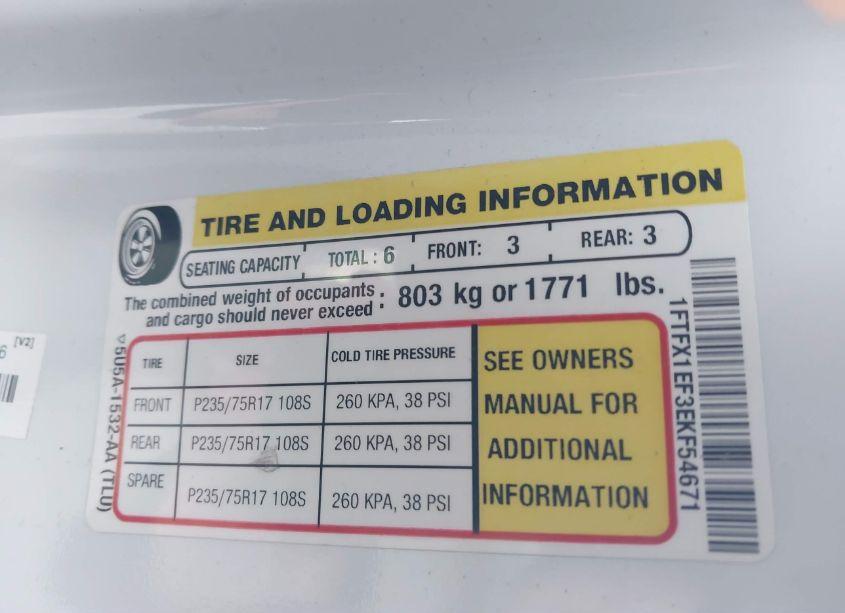 TIRE AND LOADING INFORMATION
SEATING CAPACITY TOTAL : 6 FRONT: 3 REAR: 3
The combined weight of occupants
and cargo should never exceed : 803 kg or 1771 lbs.
TIRE SIZE COLD TIRE PRESSURE
FRONT P235/75R17 108S 260 KPA, 38 PSI
REAR P235/75R17 108S 260 KPA, 38 PSI
SPARE P235/75R17 108S 260 KPA, 38 PSI
SEE OWNERS
MANUAL FOR
ADDITIONAL
INFORMATION
1FTFX1EF3EKF54671
5U5A-1532-AA (TLU)
[V2]
6